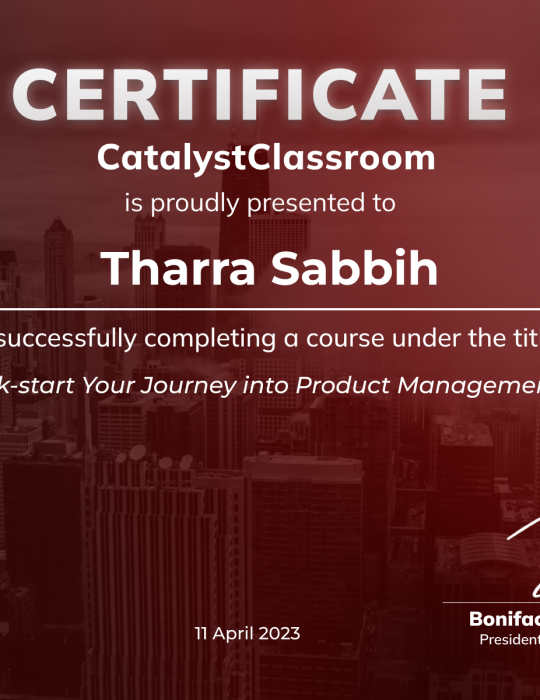 CERTIFICATE
CatalystClassroom
is proudly presented to
Tharra Sabbih
successfully completing a course under the tit
k-start Your Journey into Product Managemen
11 April 2023
Bonifac
President